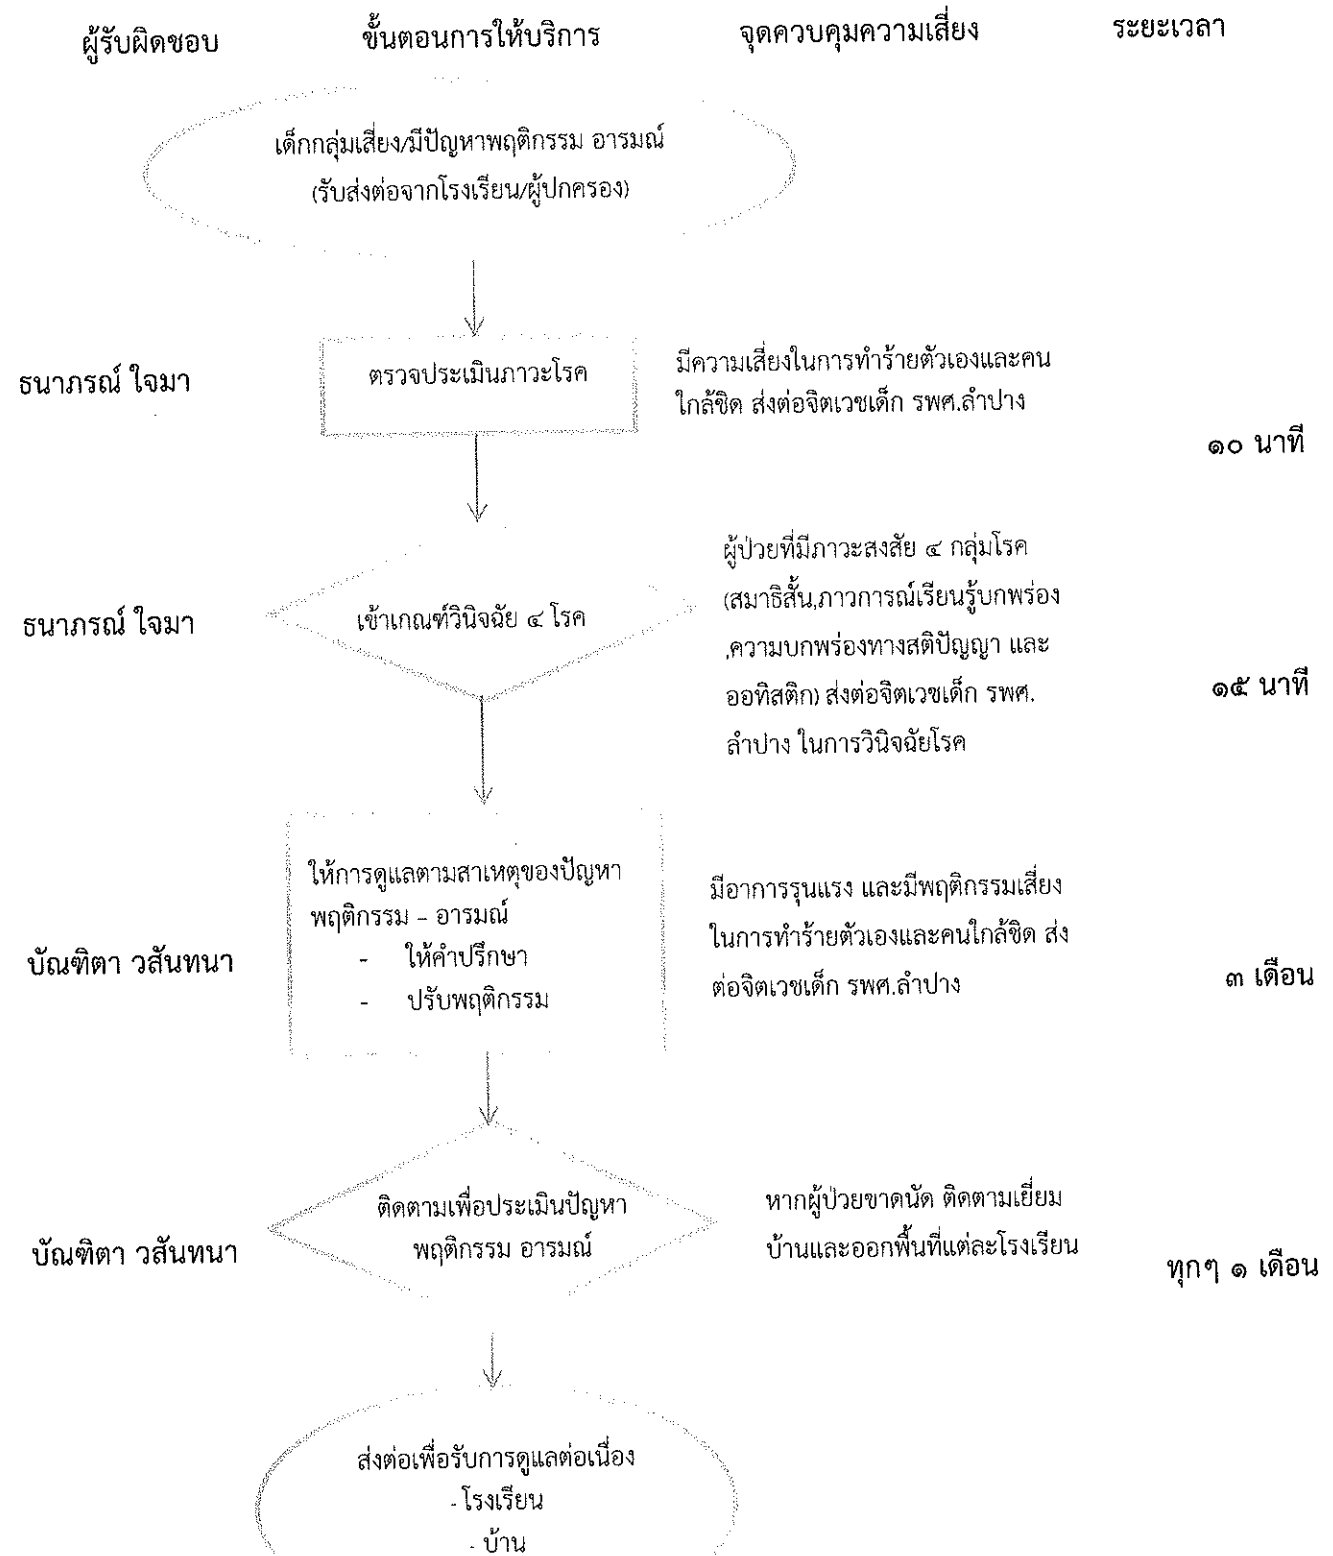 ผู้รับผิดชอบ ขั้นตอนการให้บริการ จุดควบคุมความเสี่ยง ระยะเวลา
เด็กกลุ่มเสี่ยง/มีปัญหาพฤติกรรม อารมณ์
(รับส่งต่อจากโรงเรียน/ผู้ปกครอง)
ธนาภรณ์ ใจมา
ตรวจประเมินภาวะโรค
มีความเสี่ยงในการทำร้ายตัวเองและคน
ใกล้ชิด ส่งต่อจิตเวชเด็ก รพศ.ลำปาง
๑๐ นาที
ธนาภรณ์ ใจมา
เข้าเกณฑ์วินิจฉัย ๔ โรค
ผู้ป่วยที่มีภาวะสงสัย ๔ กลุ่มโรค
(สมาธิสั้น,ภาวการณ์เรียนรู้บกพร่อง
,ความบกพร่องทางสติปัญญา และ
ออทิสติก) ส่งต่อจิตเวชเด็ก รพศ.
ลำปาง ในการวินิจฉัยโรค
๑๕ นาที
บัณฑิตา วสันทนา
ให้การดูแลตามสาเหตุของปัญหา
พฤติกรรม – อารมณ์
- ให้คำปรึกษา
- ปรับพฤติกรรม
มีอาการรุนแรง และมีพฤติกรรมเสี่ยง
ในการทำร้ายตัวเองและคนใกล้ชิด ส่ง
ต่อจิตเวชเด็ก รพศ.ลำปาง
๓ เดือน
บัณฑิตา วสันทนา
ติดตามเพื่อประเมินปัญหา
พฤติกรรม อารมณ์
หากผู้ป่วยขาดนัด ติดตามเยี่ยม
บ้านและออกพื้นที่แต่ละโรงเรียน
ทุกๆ ๑ เดือน
ส่งต่อเพื่อรับการดูแลต่อเนื่อง
- โรงเรียน
- บ้าน